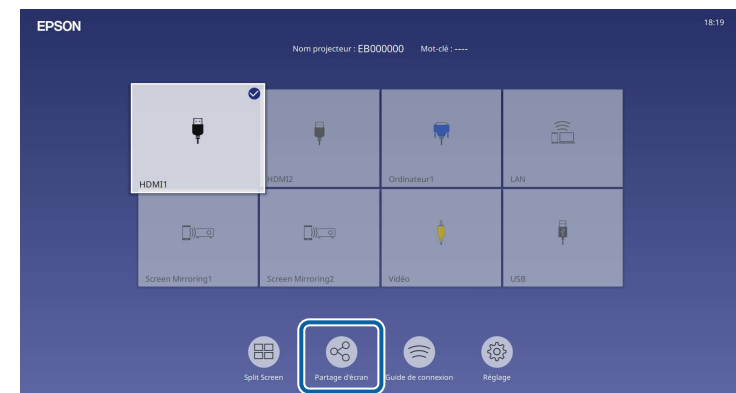 EPSON
18:19
Nom projecteur : EB000000 Mot-clé : ----
HDMI1
HDMI2
Ordinateur1
LAN
Screen Mirroring1
Screen Mirroring2
Vidéo
USB
Split Screen
Partage d'écran
Guide de connexion
Réglage